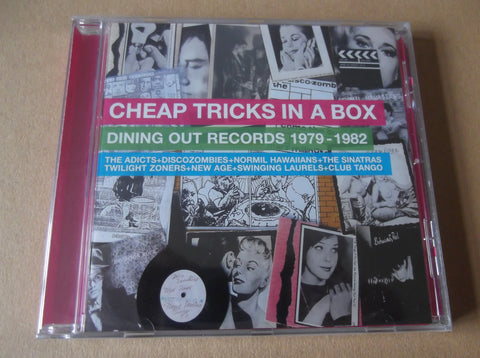 disco-zomb
CHEAP TRICKS IN A BOX
DINING OUT RECORDS 1979-1982
THE ADICTS+DISCOZOMBIES+NORMIL HAWAIIANS+THE SINATRAS
TWILIGHT ZONERS+NEW AGE+SWINGING LAURELS+CLUB TANGO